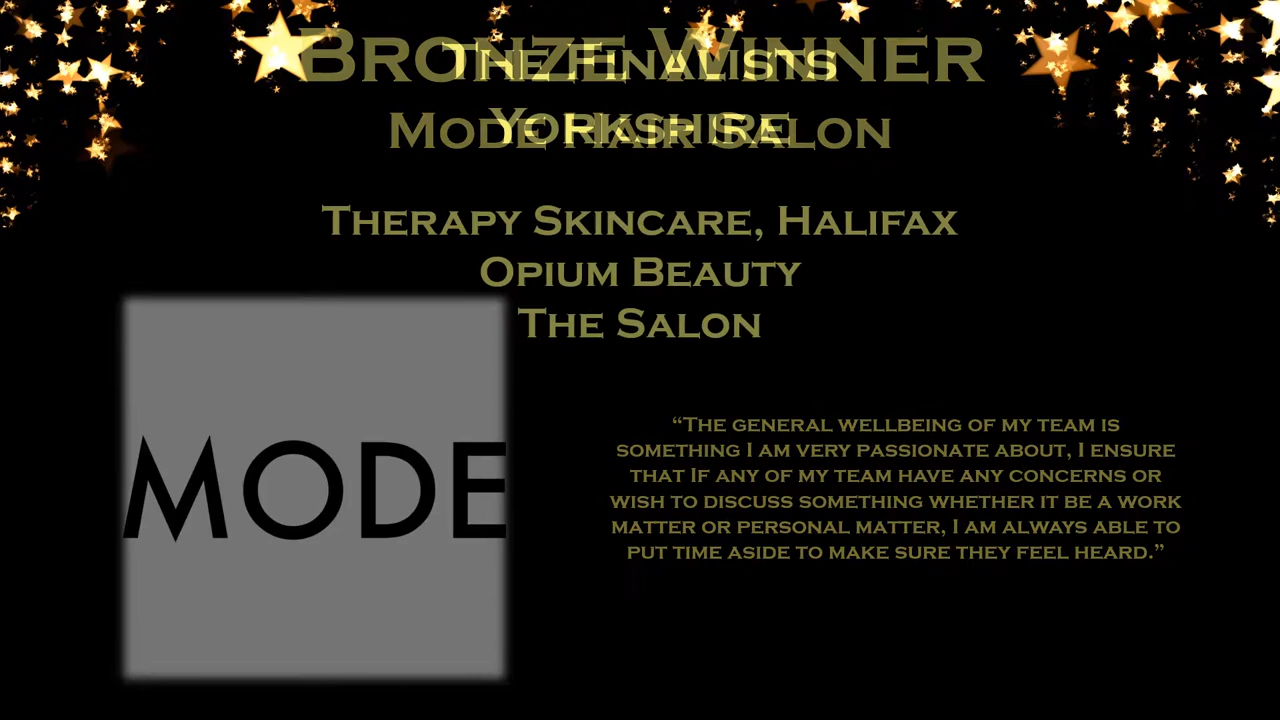 Bronze Winner
The Finalists
Mode Hair Salon
Yorkshire
Therapy Skincare, Halifax
Opium Beauty
The Salon
MODE
“The general wellbeing of my team is
something I am very passionate about, I ensure
that If any of my team have any concerns or
wish to discuss something whether it be a work
matter or personal matter, I am always able to
put time aside to make sure they feel heard.”